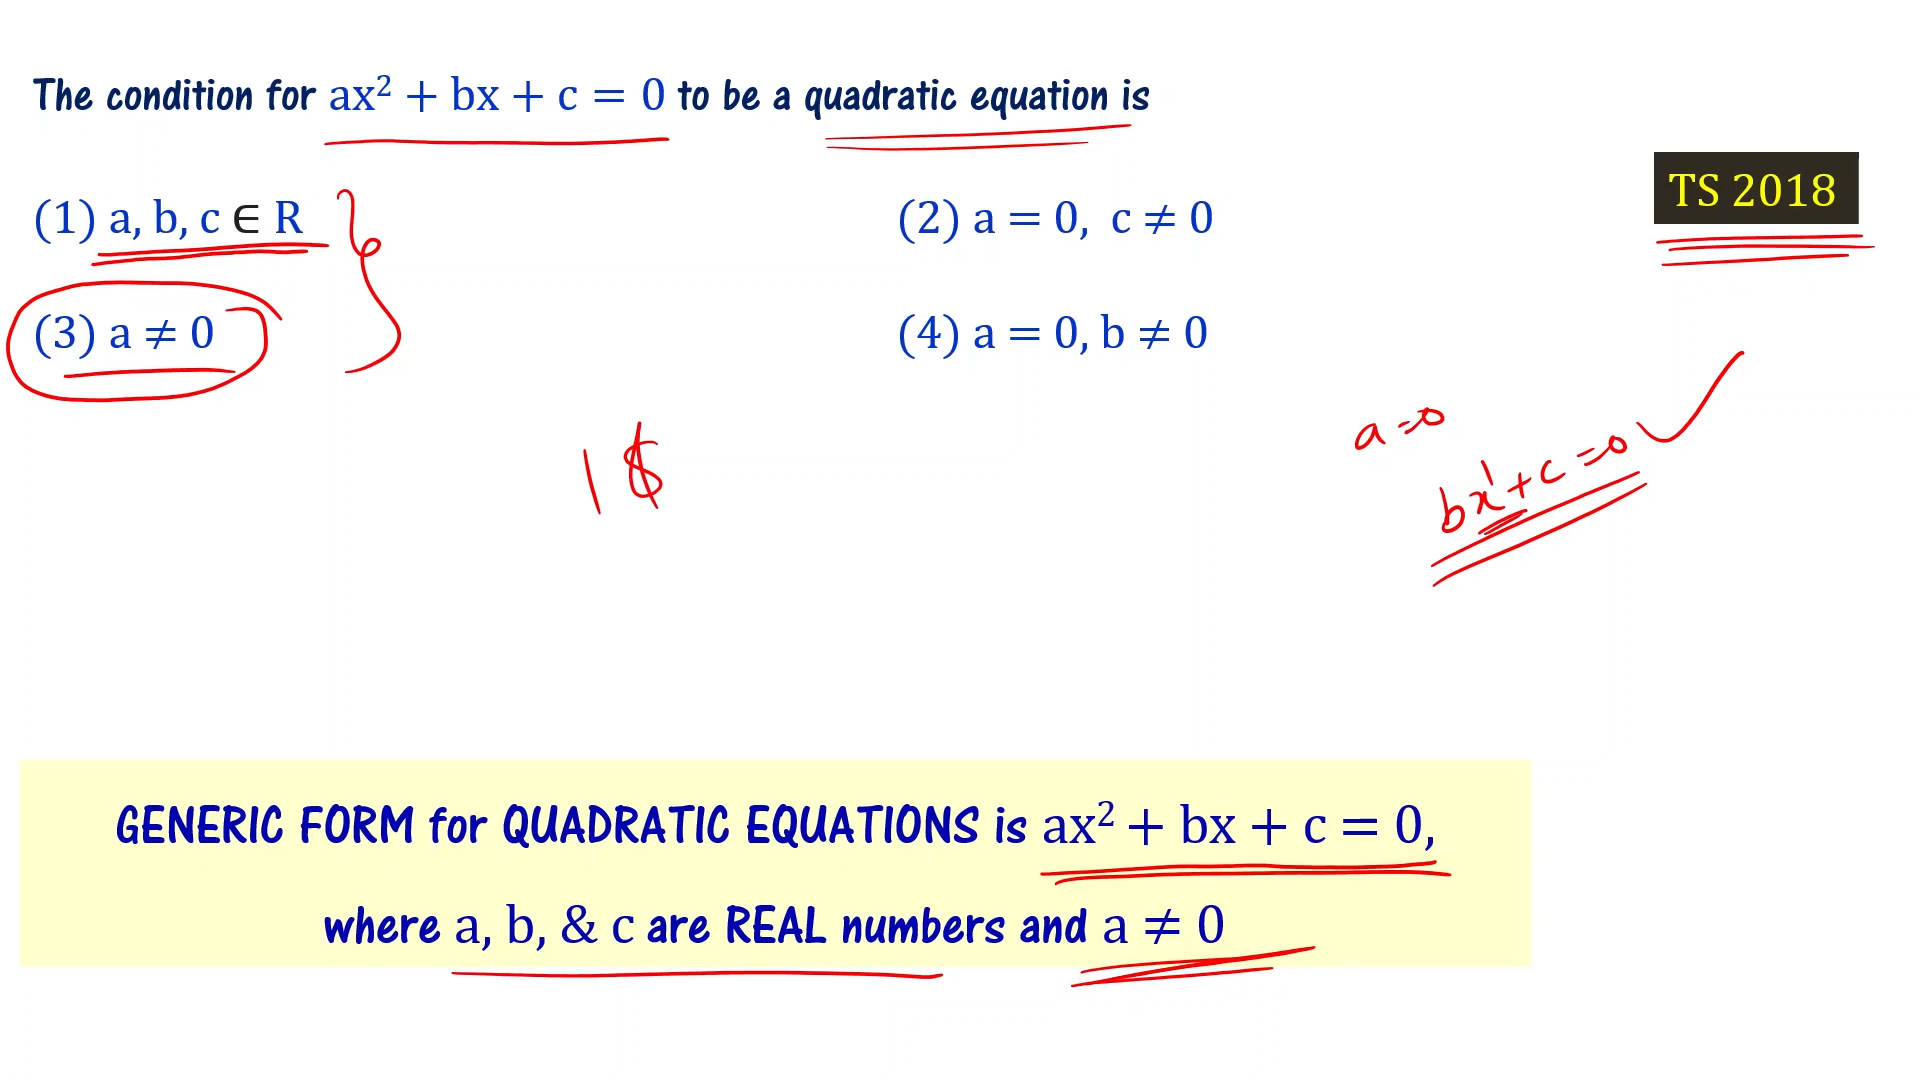 The condition for ax² + bx + c = 0 to be a quadratic equation is
TS 2018
(1) a, b, c ∈ R
(2) a = 0, c ≠ 0
(3) a ≠ 0
(4) a = 0, b ≠ 0
a=0
bx¹+c=0
GENERIC FORM for QUADRATIC EQUATIONS is ax² + bx + c = 0,
where a, b, & c are REAL numbers and a ≠ 0